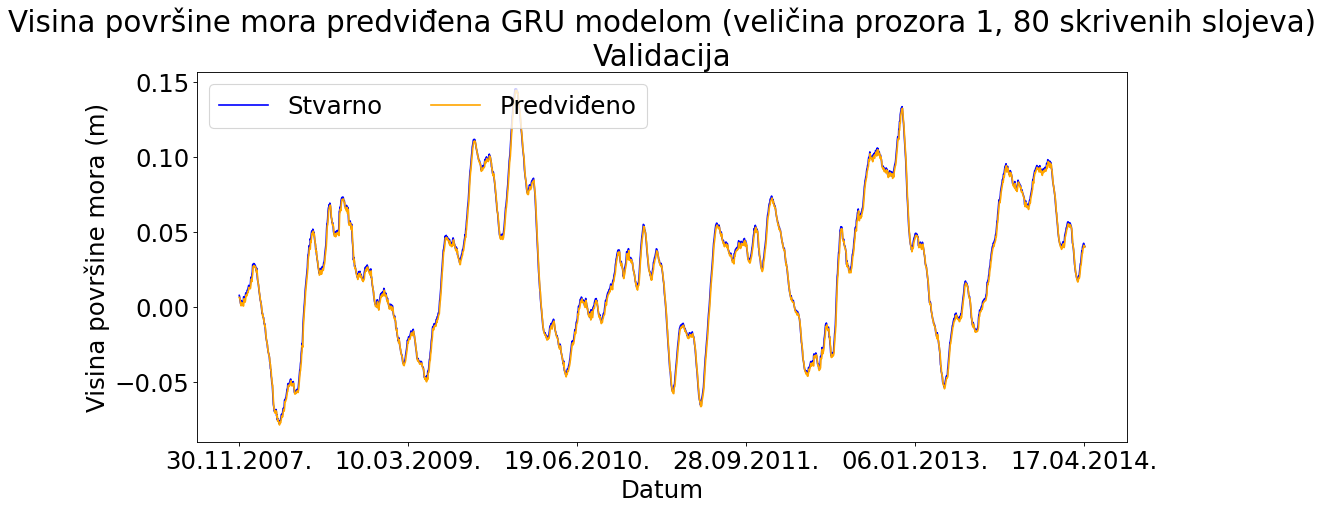 Visina površine mora predviđena GRU modelom (veličina prozora 1, 80 skrivenih slojeva)
Validacija
Stvarno Predviđeno
Visina površine mora (m)
0.15
0.10
0.05
0.00
−0.05
30.11.2007. 10.03.2009. 19.06.2010. 28.09.2011. 06.01.2013. 17.04.2014.
Datum